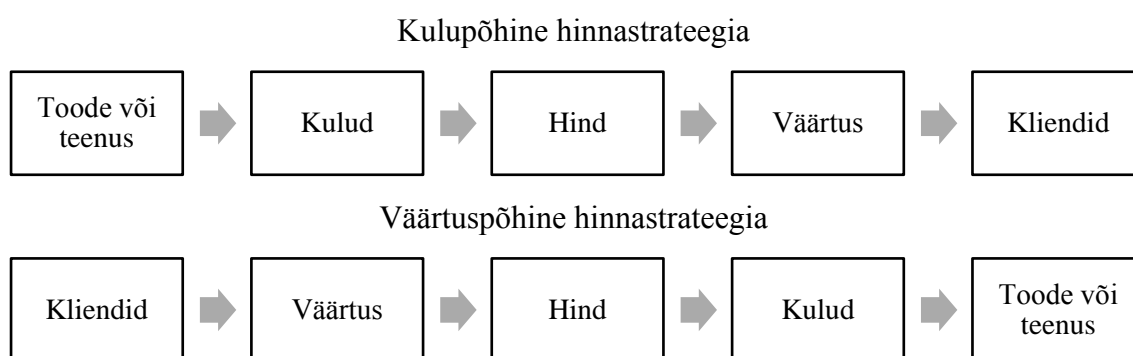 Kulupõhine hinnastrateegia
Toode või
teenus
Kulud
Hind
Väärtus
Kliendid
Väärtuspõhine hinnastrateegia
Kliendid
Väärtus
Hind
Kulud
Toode või
teenus